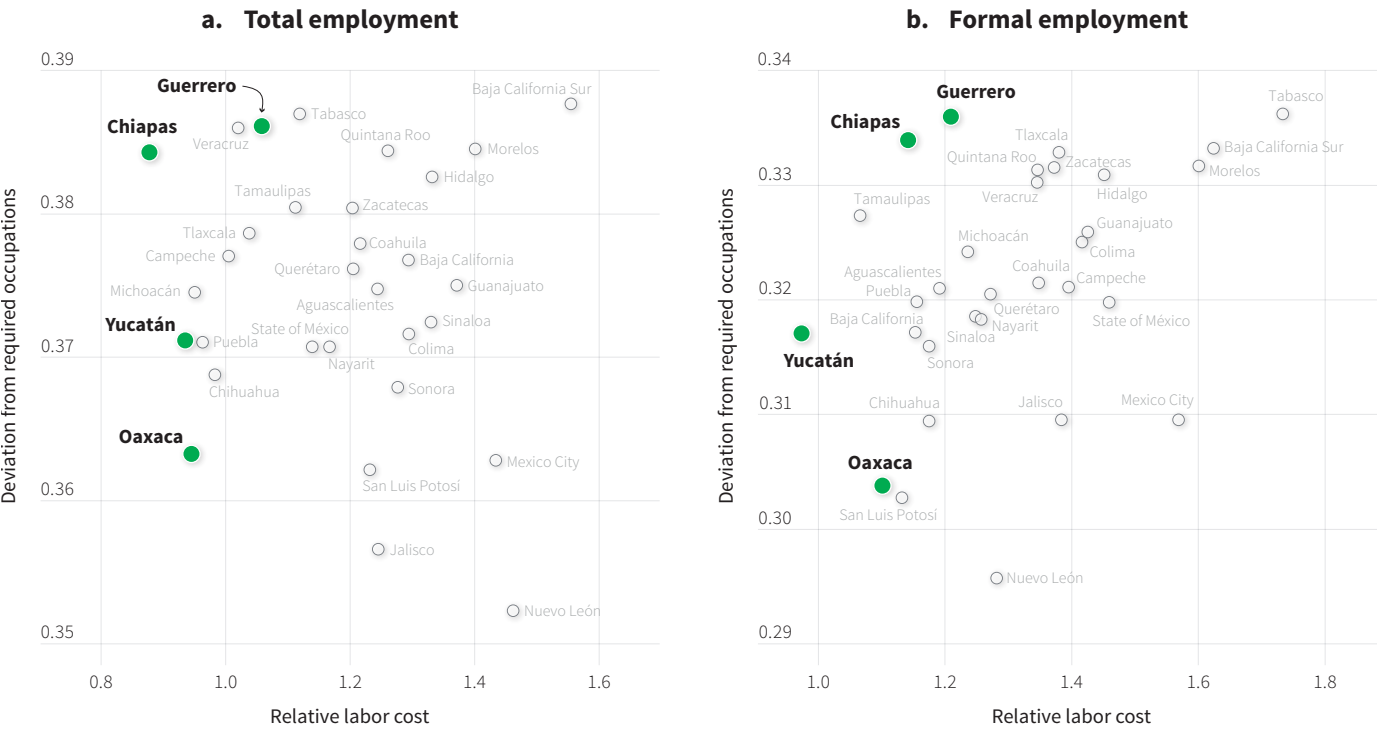 a. Total employment
Deviation from required occupations
0.39
0.38
0.37
0.36
0.35
Guerrero
Baja California Sur
Tabasco
Chiapas
Veracruz
Quintana Roo
Morelos
Hidalgo
Tamaulipas
Zacatecas
Tlaxcala
Coahuila
Campeche
Querétaro
Baja California
Michoacán
Aguascalientes
Guanajuato
Yucatán
State of México
Sinaloa
Puebla
Colima
Nayarit
Chihuahua
Sonora
Oaxaca
Mexico City
San Luis Potosí
Jalisco
Nuevo León
0.8 1.0 1.2 1.4 1.6
Relative labor cost
b. Formal employment
Deviation from required occupations
0.34
0.33
0.32
0.31
0.30
0.29
Guerrero
Tabasco
Chiapas
Tlaxcala
Baja California Sur
Quintana Roo
Zacatecas
Morelos
Veracruz
Hidalgo
Tamaulipas
Guanajuato
Michoacán
Colima
Coahuila
Aguascalientes
Campeche
Puebla
Querétaro
Baja California
Nayarit
State of México
Sinaloa
Yucatán
Sonora
Chihuahua
Jalisco
Mexico City
Oaxaca
San Luis Potosí
Nuevo León
1.0 1.2 1.4 1.6 1.8
Relative labor cost